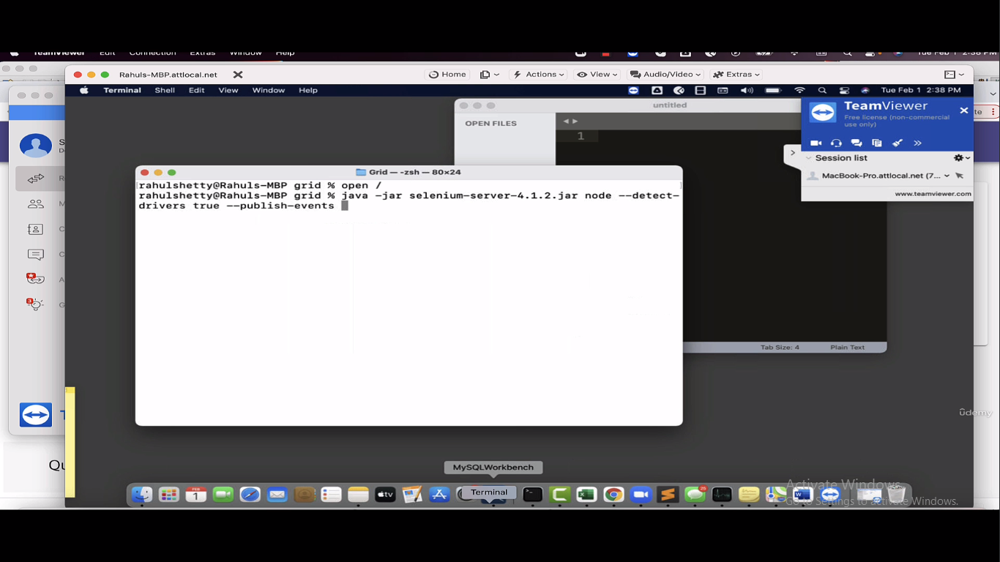 TeamViewer Edit Connection Extras Window Help Tue Feb 1 2:38 PM
Rahuls-MBP.attlocal.net Home Actions View Audio/Video Extras
Terminal Shell Edit View Window Help Tue Feb 1 2:38 PM
untitled
OPEN FILES
1
TeamViewer
Free license (non-commercial
use only)
Session list
MacBook-Pro.attlocal.net (7...
www.teamviewer.com
Grid — -zsh — 80×24
rahulshetty@Rahuls-MBP grid % open /
rahulshetty@Rahuls-MBP grid % java -jar selenium-server-4.1.2.jar node --detect-
drivers true --publish-events
Tab Size: 4 Plain Text
ûdemy
MySQLWorkbench
Terminal
FEB
1
tv
Activate Windows
Go to Settings to activate Windows.